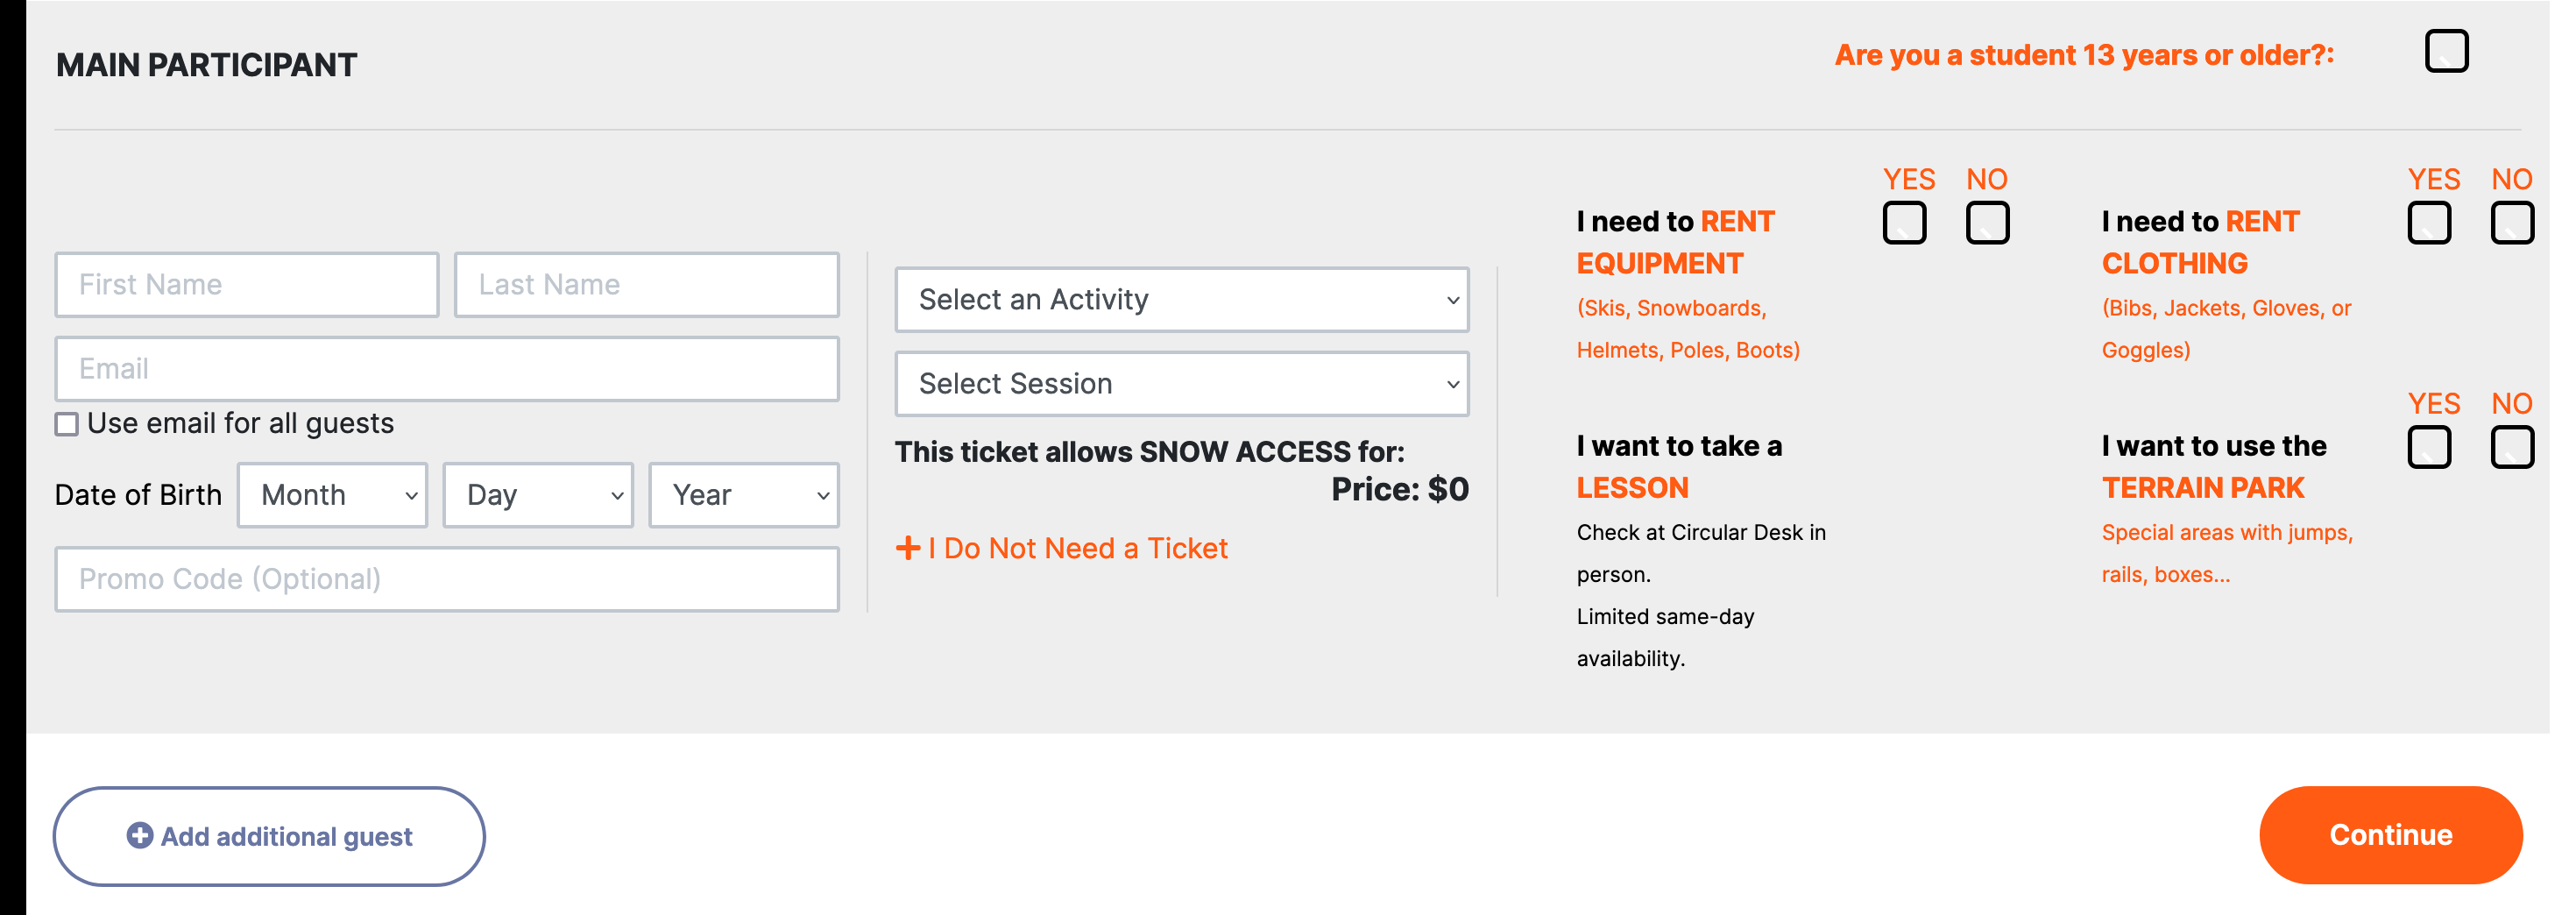 MAIN PARTICIPANT
Are you a student 13 years or older?:
First Name
Last Name
Email
Use email for all guests
Date of Birth
Month
Day
Year
Promo Code (Optional)
Select an Activity
Select Session
This ticket allows SNOW ACCESS for:
Price: $0
I Do Not Need a Ticket
YES NO
I need to RENT
EQUIPMENT
(Skis, Snowboards,
Helmets, Poles, Boots)
YES NO
I need to RENT
CLOTHING
(Bibs, Jackets, Gloves, or
Goggles)
I want to take a
LESSON
Check at Circular Desk in
person.
Limited same-day
availability.
YES NO
I want to use the
TERRAIN PARK
Special areas with jumps,
rails, boxes...
Add additional guest
Continue